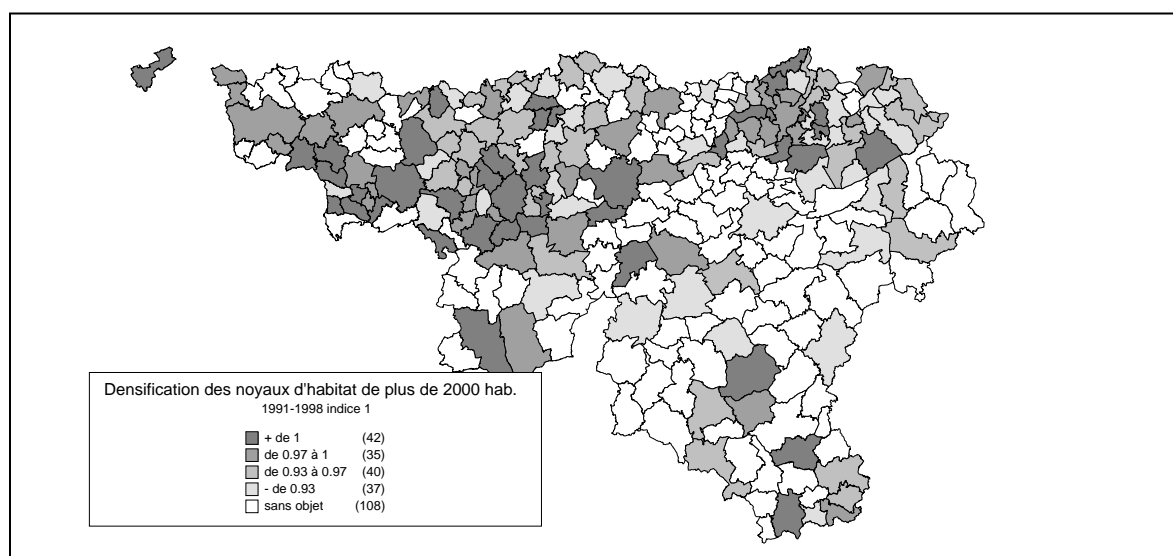 Densification des noyaux d'habitat de plus de 2000 hab.
1991-1998 indice 1
+ de 1 (42)
de 0.97 à 1 (35)
de 0.93 à 0.97 (40)
- de 0.93 (37)
sans objet (108)